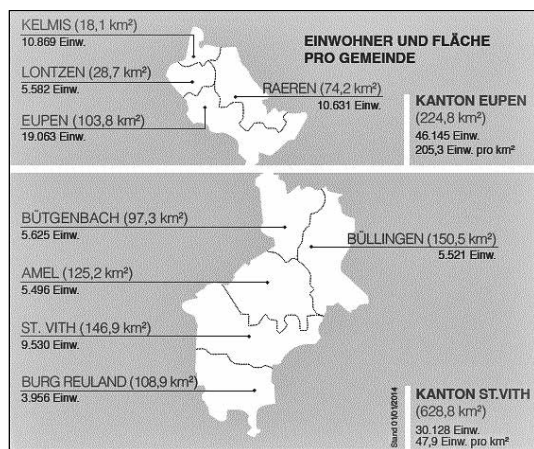 KELMIS (18,1 km²)
10.869 Einw.
EINWOHNER UND FLÄCHE
PRO GEMEINDE
LONTZEN (28,7 km²)
5.582 Einw.
RAEREN (74,2 km²)
10.631 Einw.
EUPEN (103,8 km²)
19.063 Einw.
KANTON EUPEN
(224,8 km²)
46.145 Einw.
205,3 Einw. pro km²
BÜTGENBACH (97,3 km²)
5.625 Einw.
BÜLLINGEN (150,5 km²)
5.521 Einw.
AMEL (125,2 km²)
5.496 Einw.
ST. VITH (146,9 km²)
9.530 Einw.
BURG REULAND (108,9 km²)
3.956 Einw.
Stand 01/01/2014
KANTON ST.VITH
(628,8 km²)
30.128 Einw.
47,9 Einw. pro km²